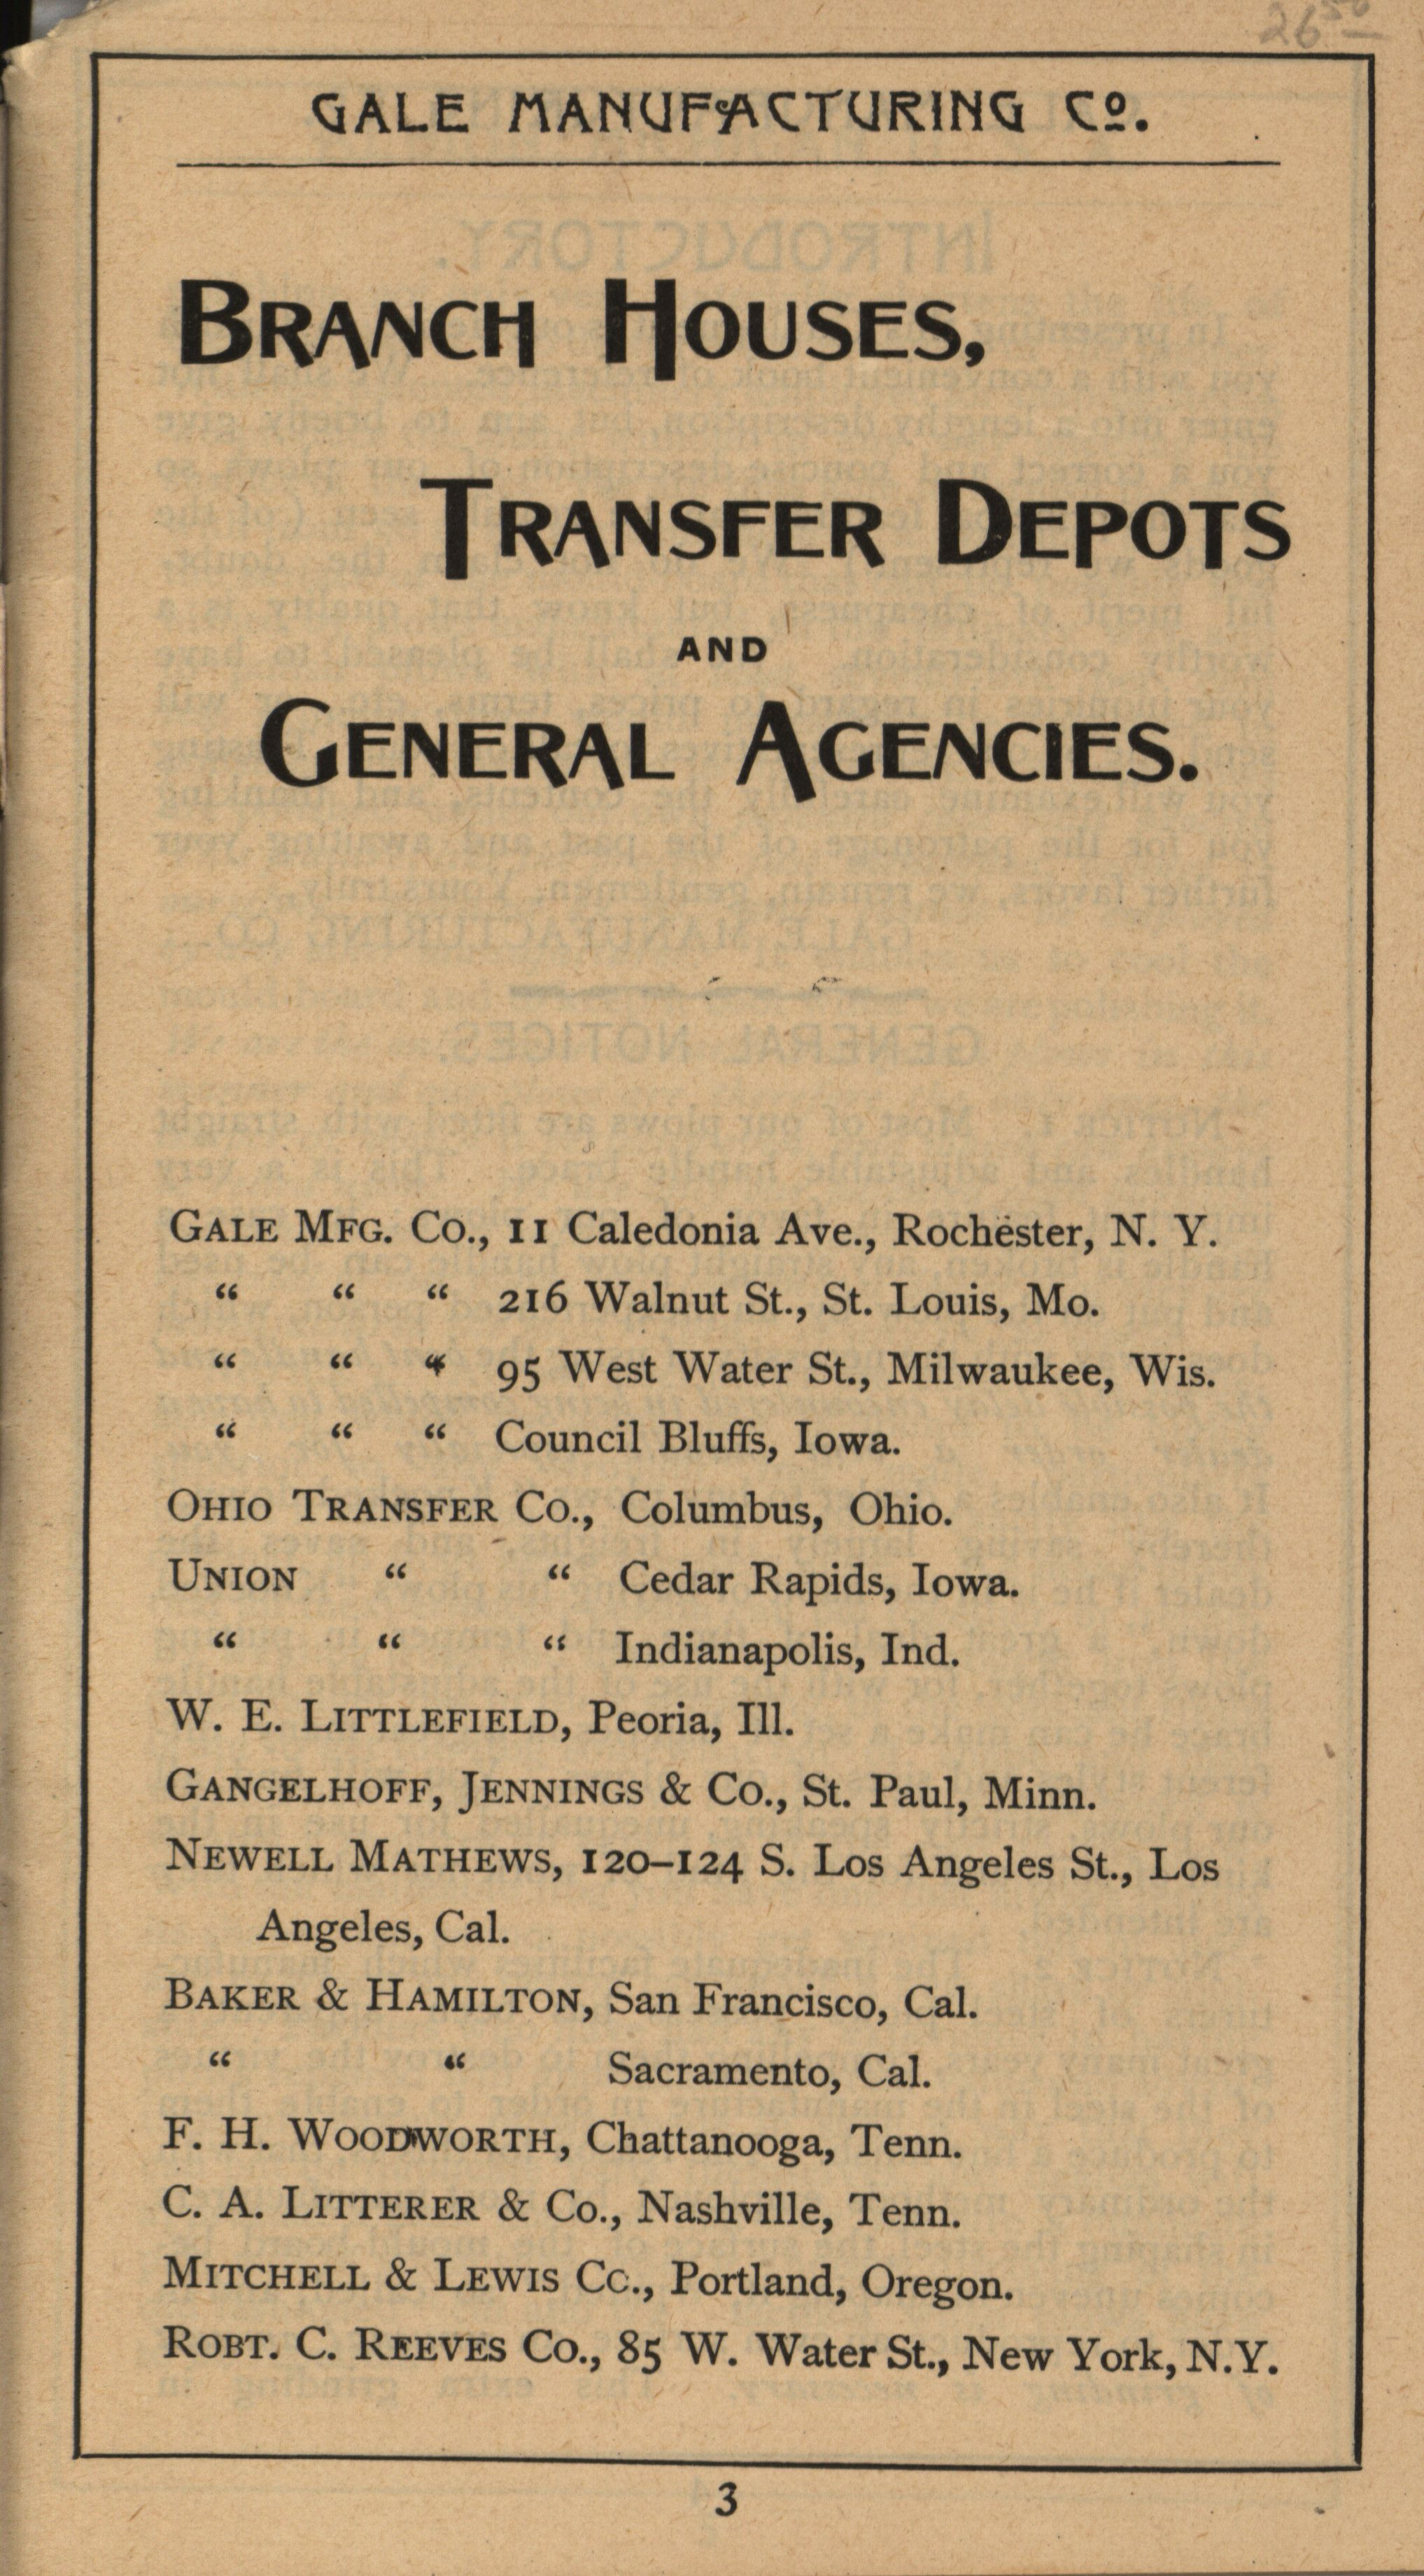 26 50
GALE MANUFACTURING Co.
BRANCH HOUSES,
TRANSFER DEPOTS
AND
GENERAL AGENCIES.
GALE MFG. Co., 11 Caledonia Ave., Rochester, N. Y.
“ “ “ 216 Walnut St., St. Louis, Mo.
“ “ “ 95 West Water St., Milwaukee, Wis.
“ “ “ Council Bluffs, Iowa.
OHIO TRANSFER Co., Columbus, Ohio.
UNION “ “ Cedar Rapids, Iowa.
“ “ “ Indianapolis, Ind.
W. E. LITTLEFIELD, Peoria, Ill.
GANGELHOFF, JENNINGS & Co., St. Paul, Minn.
NEWELL MATHEWS, 120–124 S. Los Angeles St., Los
Angeles, Cal.
BAKER & HAMILTON, San Francisco, Cal.
“ “ Sacramento, Cal.
F. H. WOODWORTH, Chattanooga, Tenn.
C. A. LITTERER & Co., Nashville, Tenn.
MITCHELL & LEWIS Cc., Portland, Oregon.
ROBT. C. REEVES Co., 85 W. Water St., New York, N.Y.
3